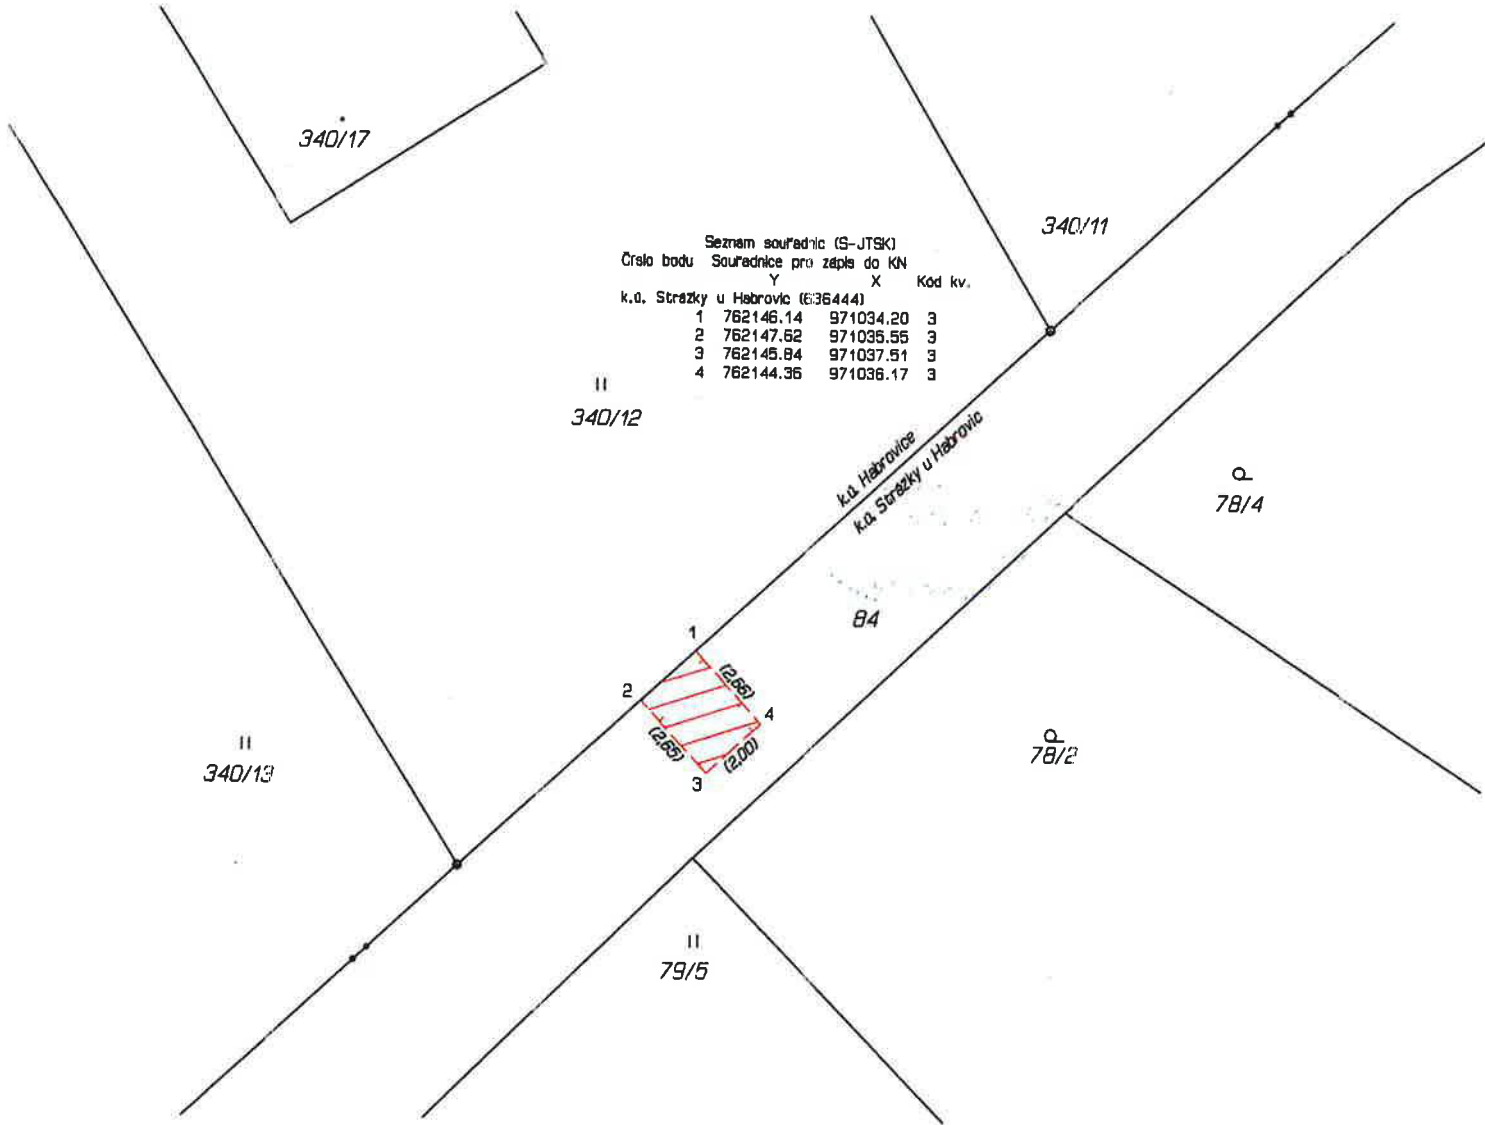 340/17
340/11
Seznam souřadnic (S-JTSK)
Číslo bodu Souřadnice pro zápis do KN
Y X Kód kv.
k.ú. Strážky u Habrovic (636444)
1 762146.14 971034.20 3
2 762147.62 971035.55 3
3 762145.84 971037.51 3
4 762144.36 971036.17 3
340/12
k.ú. Habrovice
k.ú. Strážky u Habrovic
78/4
84
1
(2,66)
2
4
(2,65)
(2,00)
3
78/2
340/13
79/5